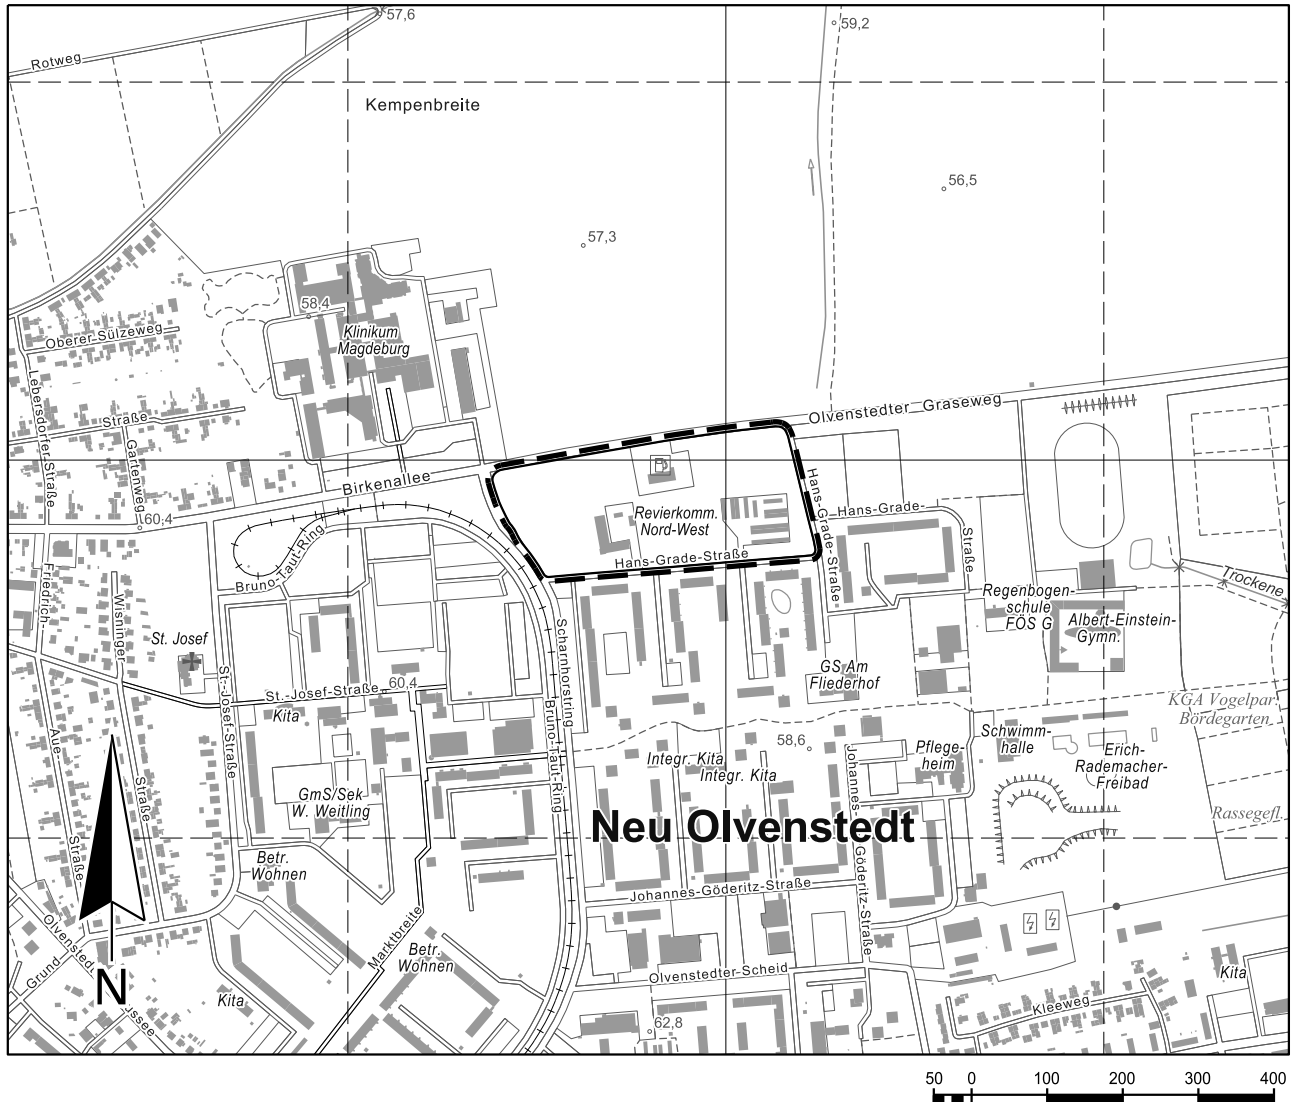 57,6
59,2
Rotweg
Kempenbreite
56,5
57,3
58,4
Klinikum
Magdeburg
Oberer Sülzeweg
Lebersdorfer-Straße
Straße
Gartenweg
Olvenstedter Graseweg
Birkenallee
60,4
Revierkomm.
Nord-West
Hans-Grade-Straße
Hans-Grade-Straße
Hans-Grade-
Straße
Bruno-Taut-Ring
Friedrich-
Wisninger
St. Josef
Regenbogen-
schule
FÖS G
Albert-Einstein-
Gymn.
Trockene
Scharnhorstring
St.-Josef-Straße
60,4
Kita
St.-Josef-Straße
GS Am
Fliederhof
KGA Vogelpar.
Bördegarten
Aue-
Straße
Straße
Bruno-Taut-Ring
58,6
Integr. Kita
Integr. Kita
Johannes-
Göderitz-Straße
Pflege-
heim
Schwimm-
halle
Erich-
Rademacher-
Freibad
GmS/Sek
W. Weitling
Rassegefl.
Neu Olvenstedt
Betr.
Wohnen
Johannes-Göderitz-Straße
Olvenstedt
Grund
Marktbreite
Betr.
Wohnen
N
Kita
Olvenstedter-Scheid
Kita
Kleeweg
ussee
62,8
50 0 100 200 300 400